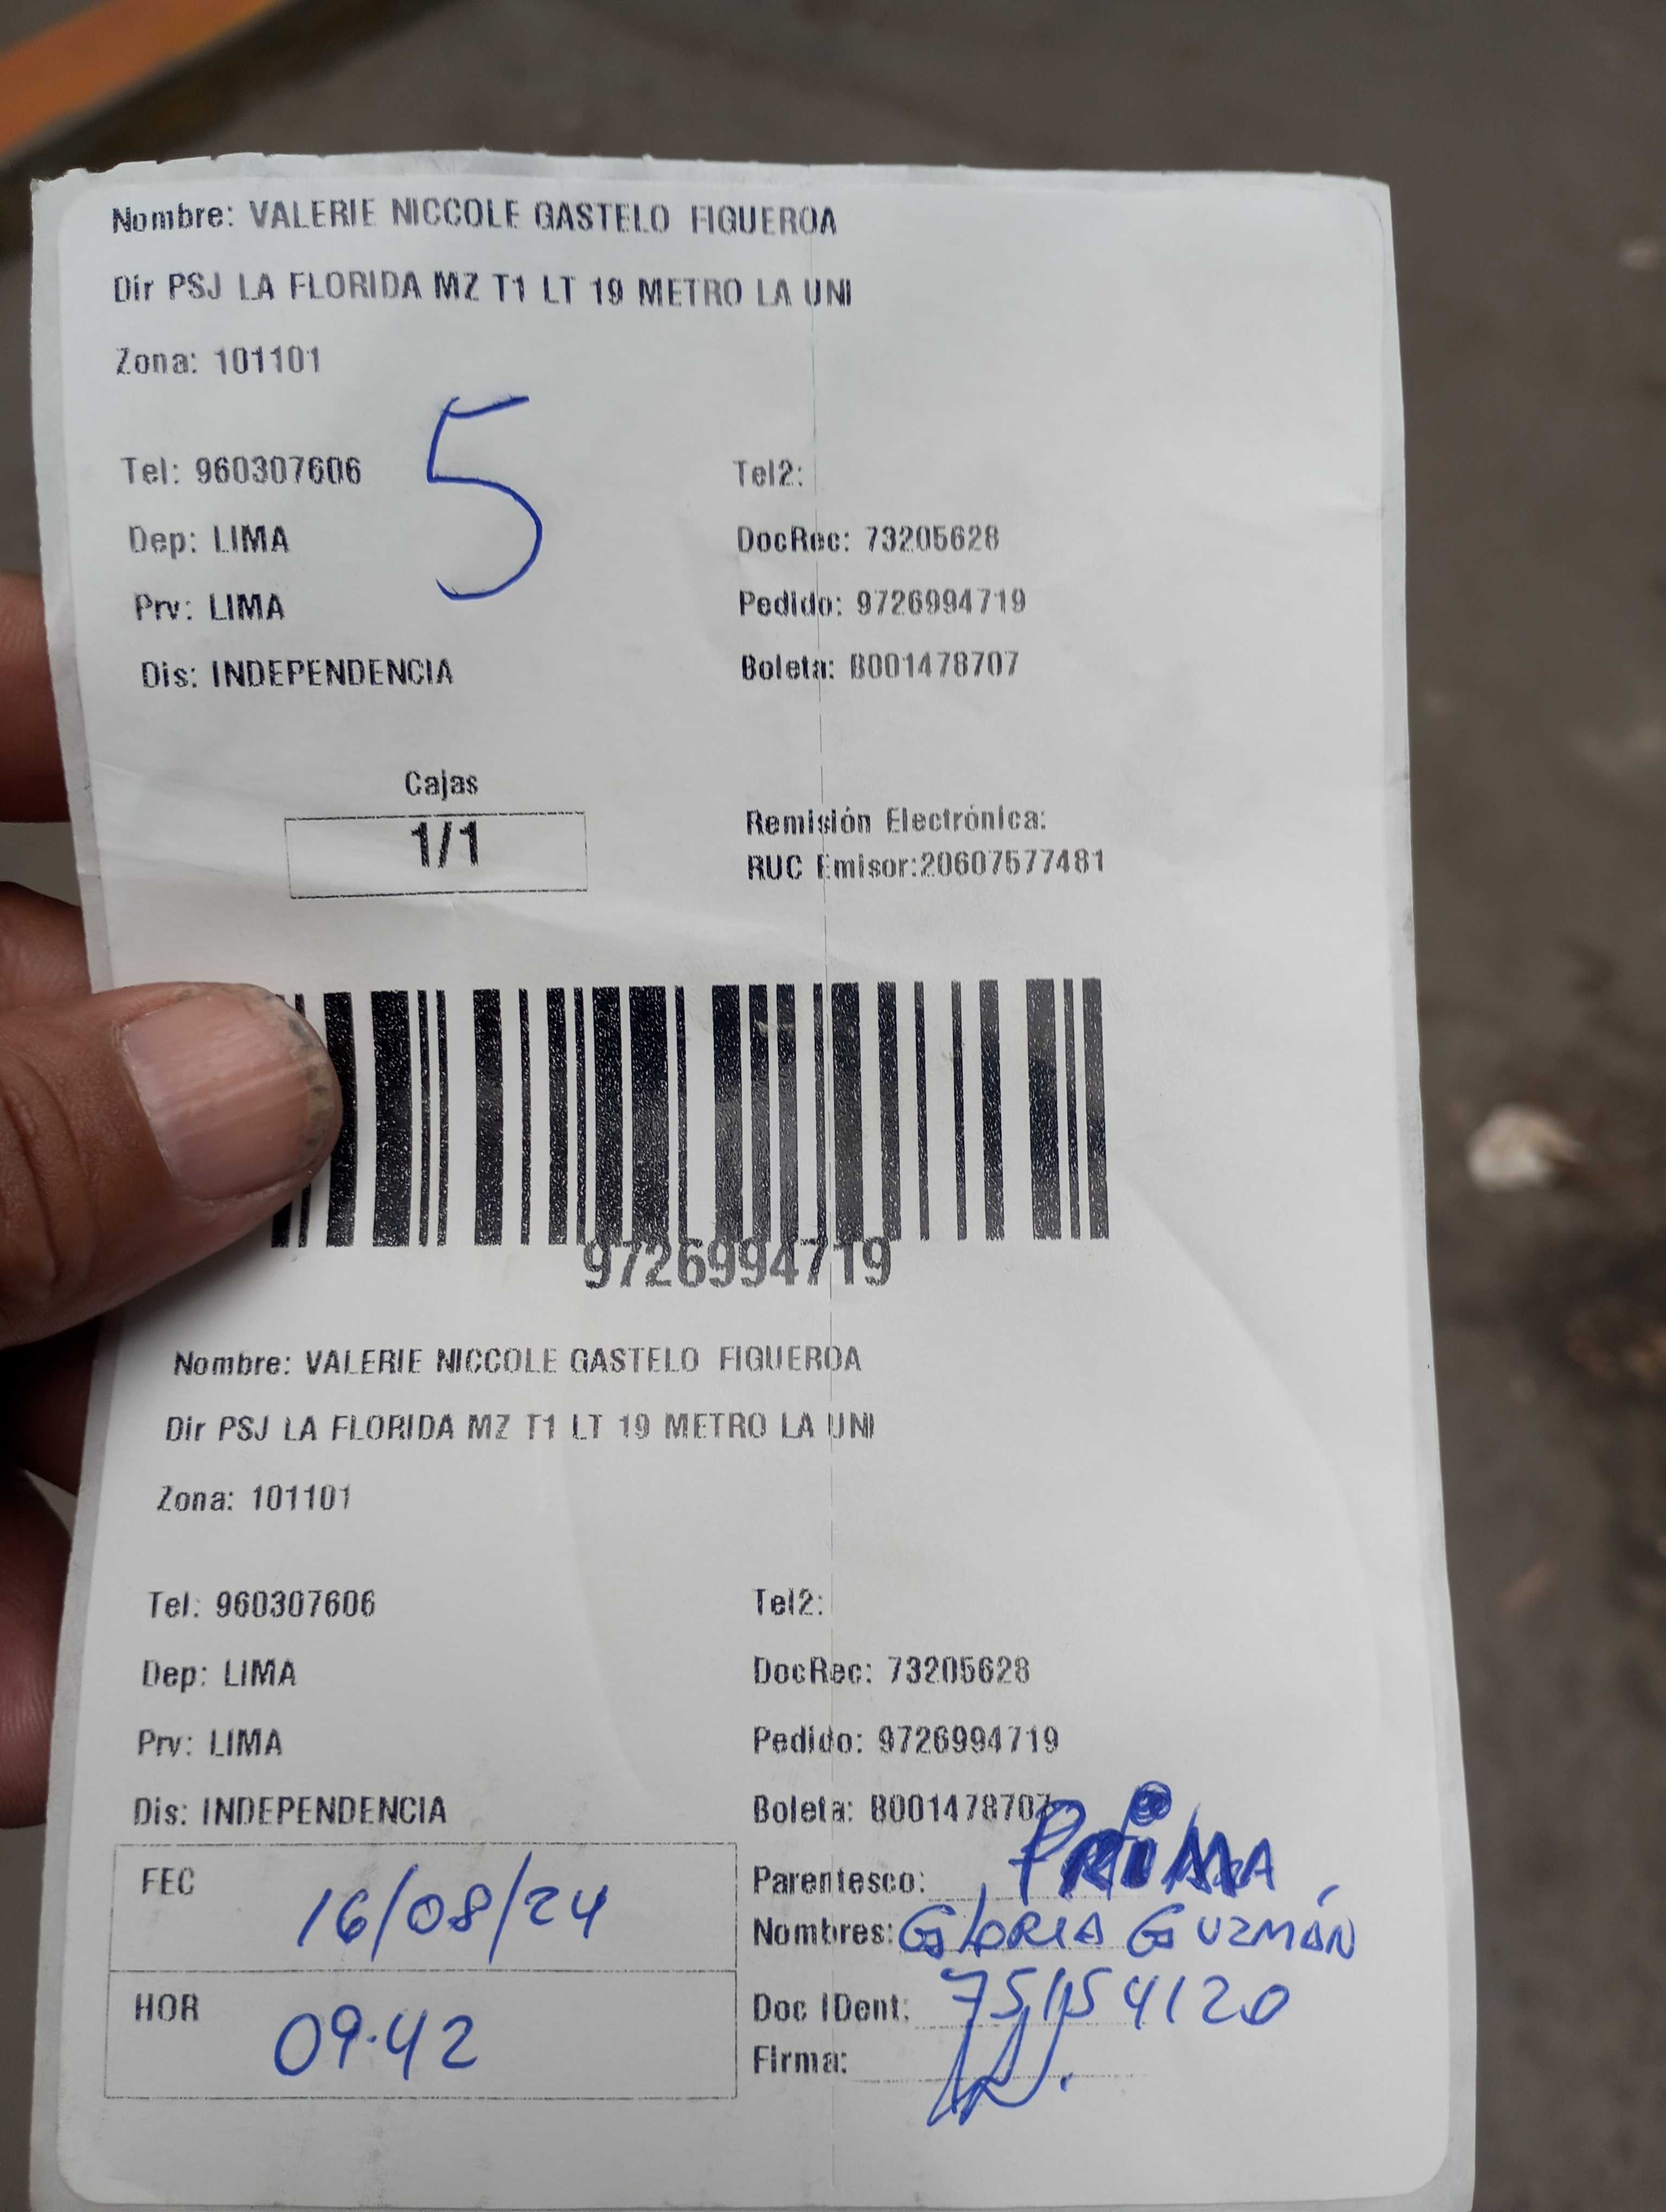 Nombre: VALERIE NICCOLE GASTELO FIGUEROA
Dir PSJ LA FLORIDA MZ T1 LT 19 METRO LA UNI
Zona: 101101
5
Tel: 960307606 Tel2:
Dep: LIMA DocRec: 73205628
Prv: LIMA Pedido: 9726994719
Dis: INDEPENDENCIA Boleta: B001478707
Cajas
1/1
Remisión Electrónica:
RUC Emisor:20607577481
9726994719
Nombre: VALERIE NICCOLE GASTELO FIGUEROA
Dir PSJ LA FLORIDA MZ T1 LT 19 METRO LA UNI
Zona: 101101
Tel: 960307606 Tel2:
Dep: LIMA DocRec: 73205628
Prv: LIMA Pedido: 9726994719
Dis: INDEPENDENCIA Boleta: B001478707
FEC 16/08/24
HOR 09.42
Parentesco: PRiMA
Nombres: GLORIA GUZMÁN
Doc IDent: 75154120
Firma: